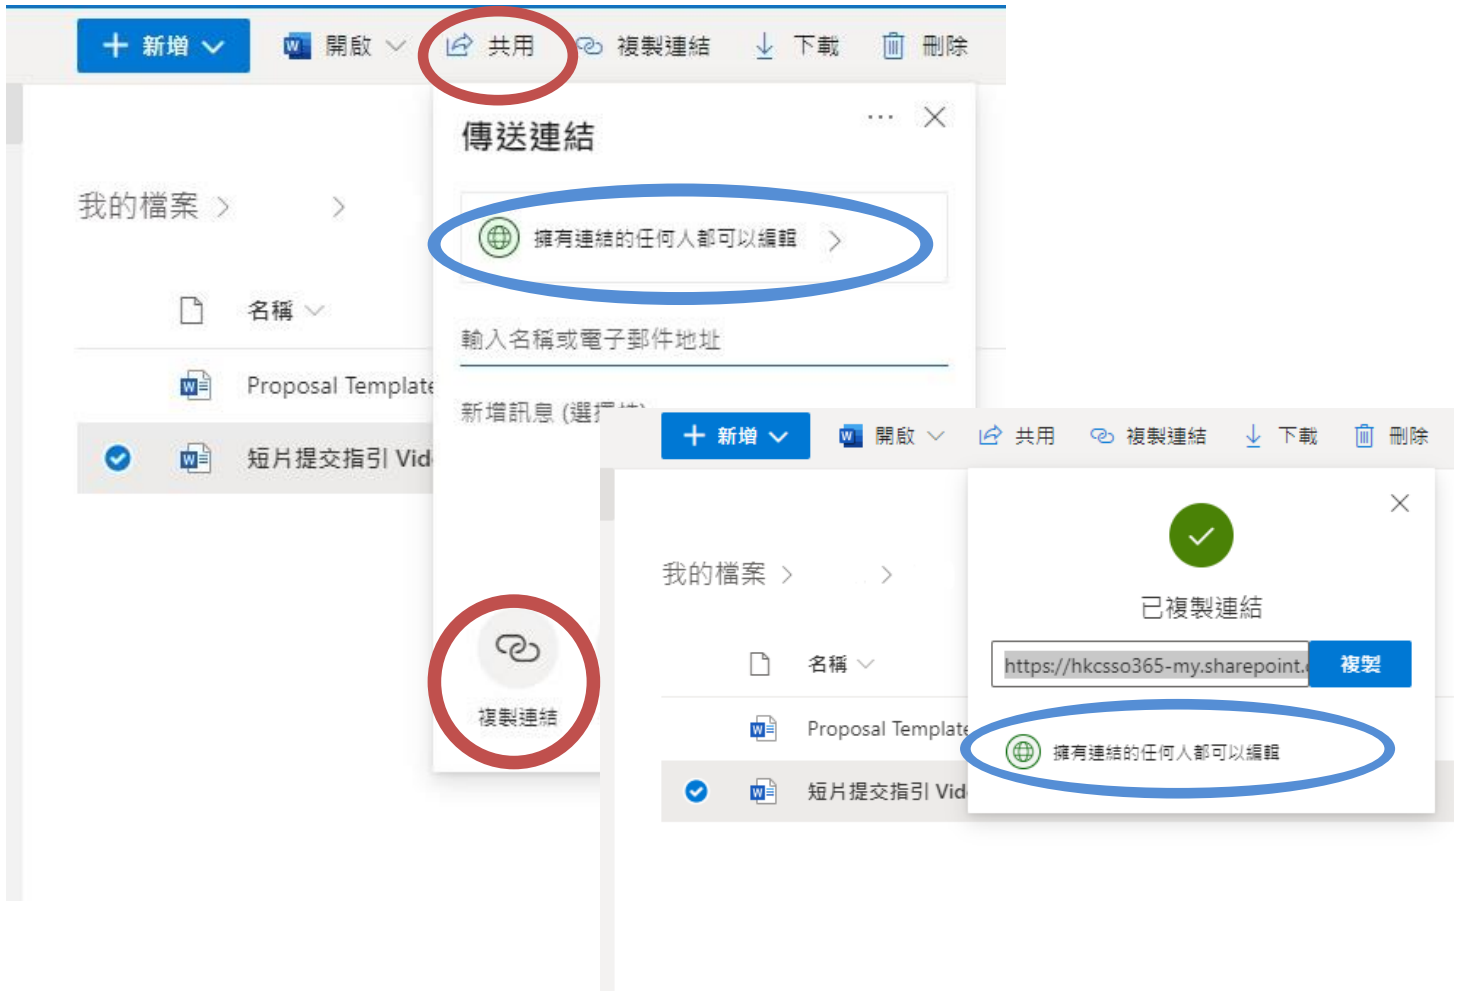 新增 開啟 共用 複製連結 下載 刪除
傳送連結
我的檔案
擁有連結的任何人都可以編輯
名稱
輸入名稱或電子郵件地址
Proposal Template
新增訊息
短片提交指引 Vid
複製連結
新增 開啟 共用 複製連結 下載 刪除
我的檔案
已複製連結
名稱
https://hkcsso365-my.sharepoint. 複製
Proposal Template
擁有連結的任何人都可以編輯
短片提交指引 Vid